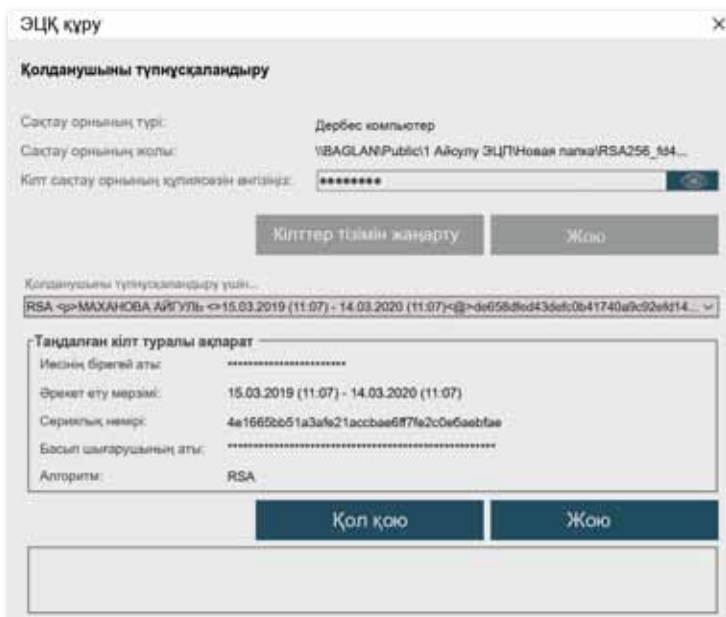 ЭЦҚ құру
Қолданушыны түпнұсқаландыру
Сақтау орнының түрі: Дербес компьютер
Сақтау орнының жолы: \\BAGLAN\Public\1 Айсулу ЭЦП\Новая папка\RSA256_fd4...
Кілт сақтау орнының құпиясөзін енгізіңіз: ••••••••
Кілттер тізімін жаңарту Жою
Қолданушыны түпнұсқаландыру үшін...
RSA <p>МАХАНОВА АЙГУЛЬ <>15.03.2019 (11:07) - 14.03.2020 (11:07)<@>de658dfed43defc0b41740a9c92efd14...
Таңдалған кілт туралы ақпарат
Иесінің бірегей аты:
Әрекет ету мерзімі: 15.03.2019 (11:07) - 14.03.2020 (11:07)
Сериялық нөмірі: 4e1665bb51a3afe21accbae6ff7fe2c0e5aebfae
Басып шығарушының аты:
Алгоритм: RSA
Қол қою Жою